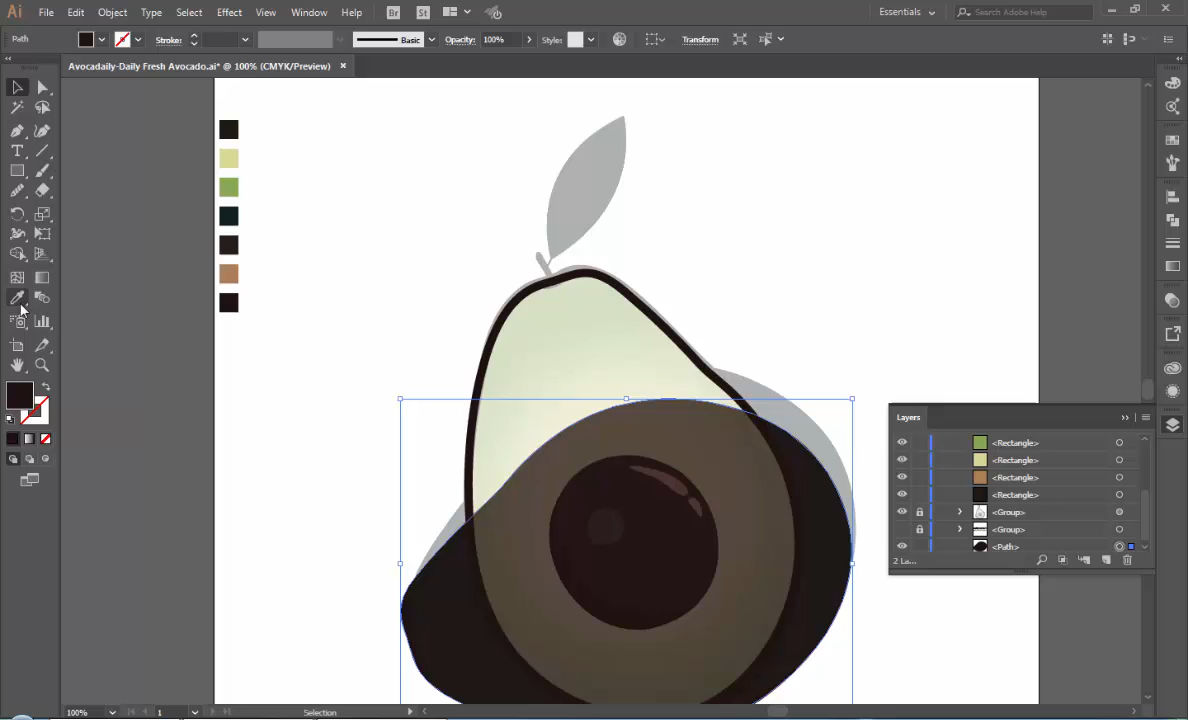 Ai File Edit Object Type Select Effect View Window Help Br St Essentials Search Adobe Help
Path Stroke: Basic Opacity: 100% Style: Transform
Avocadaily-Daily Fresh Avocado.ai* @ 100% (CMYK/Preview)
T
Layers
<Rectangle>
<Rectangle>
<Rectangle>
<Rectangle>
<Group>
<Group>
<Path>
2 La...
100% 1 Selection